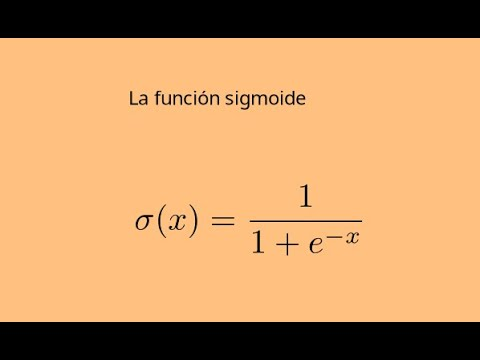 La función sigmoide
σ(x) = 1 / (1 + e^{-x})